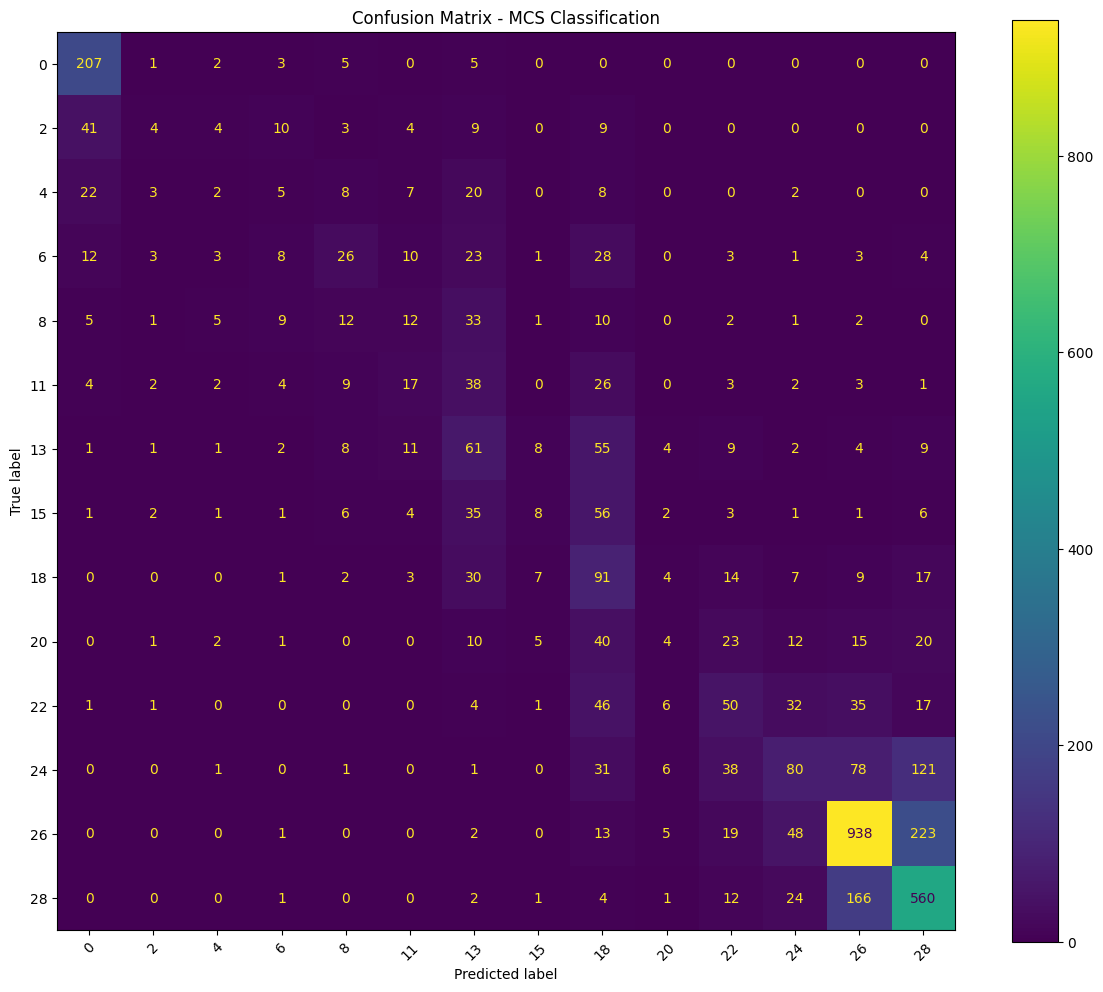 Confusion Matrix - MCS Classification
0 207 1 2 3 5 0 5 0 0 0 0 0 0 0
2 41 4 4 10 3 4 9 0 9 0 0 0 0 0
4 22 3 2 5 8 7 20 0 8 0 0 2 0 0
6 12 3 3 8 26 10 23 1 28 0 3 1 3 4
8 5 1 5 9 12 12 33 1 10 0 2 1 2 0
11 4 2 2 4 9 17 38 0 26 0 3 2 3 1
13 1 1 1 2 8 11 61 8 55 4 9 2 4 9
15 1 2 1 1 6 4 35 8 56 2 3 1 1 6
18 0 0 0 1 2 3 30 7 91 4 14 7 9 17
20 0 1 2 1 0 0 10 5 40 4 23 12 15 20
22 1 1 0 0 0 0 4 1 46 6 50 32 35 17
24 0 0 1 0 1 0 1 0 31 6 38 80 78 121
26 0 0 0 1 0 0 2 0 13 5 19 48 938 223
28 0 0 0 1 0 0 2 1 4 1 12 24 166 560
0 2 4 6 8 11 13 15 18 20 22 24 26 28
Predicted label
True label
800
600
400
200
0